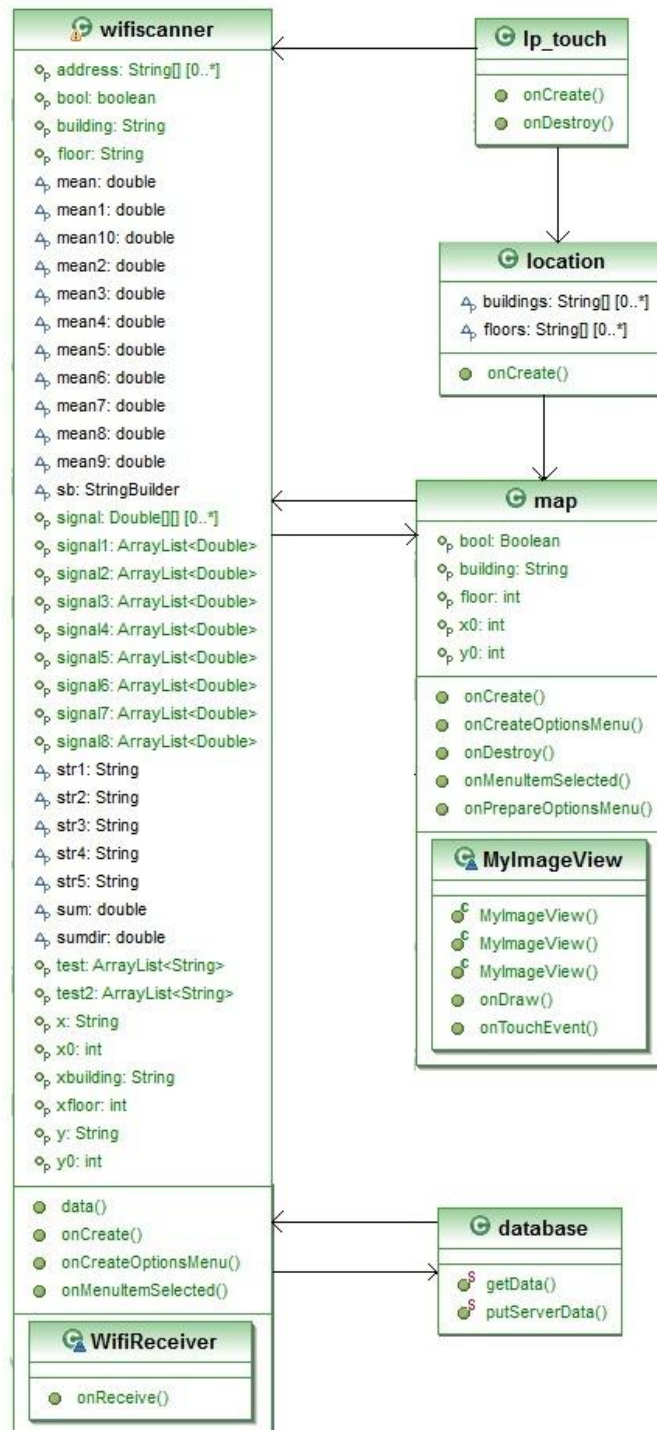 wifiscanner
address: String[] [0..*]
bool: boolean
building: String
floor: String
mean: double
mean1: double
mean10: double
mean2: double
mean3: double
mean4: double
mean5: double
mean6: double
mean7: double
mean8: double
mean9: double
sb: StringBuilder
signal: Double[][] [0..*]
signal1: ArrayList<Double>
signal2: ArrayList<Double>
signal3: ArrayList<Double>
signal4: ArrayList<Double>
signal5: ArrayList<Double>
signal6: ArrayList<Double>
signal7: ArrayList<Double>
signal8: ArrayList<Double>
str1: String
str2: String
str3: String
str4: String
str5: String
sum: double
sumdir: double
test: ArrayList<String>
test2: ArrayList<String>
x: String
x0: int
xbuilding: String
xfloor: int
y: String
y0: int
data()
onCreate()
onCreateOptionsMenu()
onMenuItemSelected()
WifiReceiver
onReceive()
lp_touch
onCreate()
onDestroy()
location
buildings: String[] [0..*]
floors: String[] [0..*]
onCreate()
map
bool: Boolean
building: String
floor: int
x0: int
y0: int
onCreate()
onCreateOptionsMenu()
onDestroy()
onMenuItemSelected()
onPrepareOptionsMenu()
MyImageView
MyImageView()
MyImageView()
MyImageView()
onDraw()
onTouchEvent()
database
getData()
putServerData()